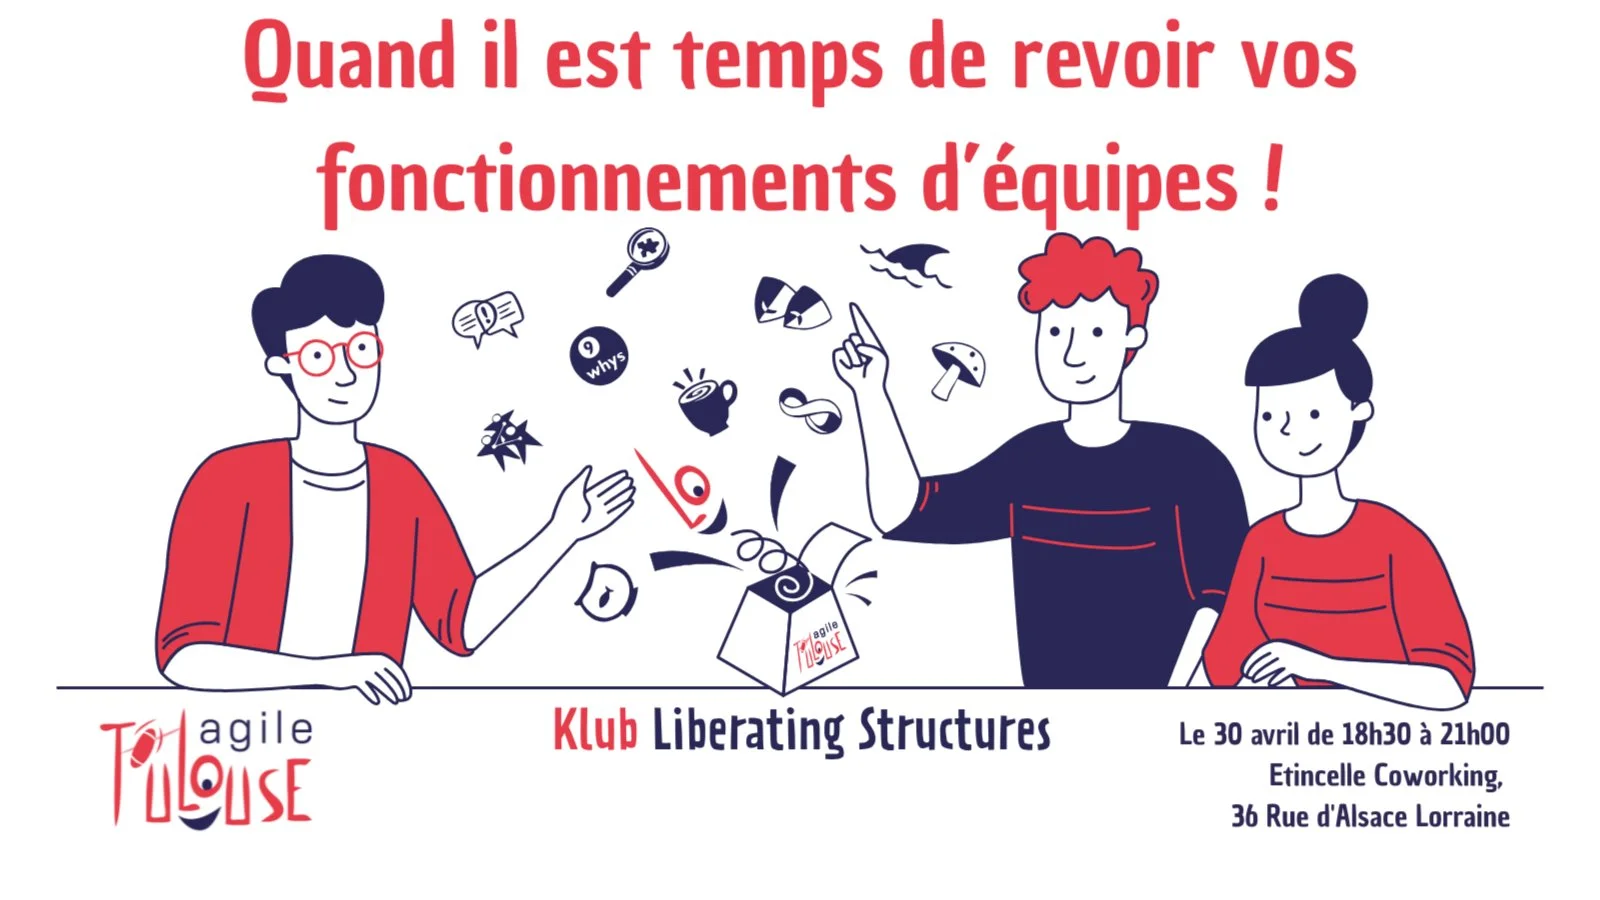 Quand il est temps de revoir vos
fonctionnements d'équipes !
9
whys
agile
TOULOUSE
agile
TOULOUSE
Klub Liberating Structures
Le 30 avril de 18h30 à 21h00
Etincelle Coworking,
36 Rue d'Alsace Lorraine